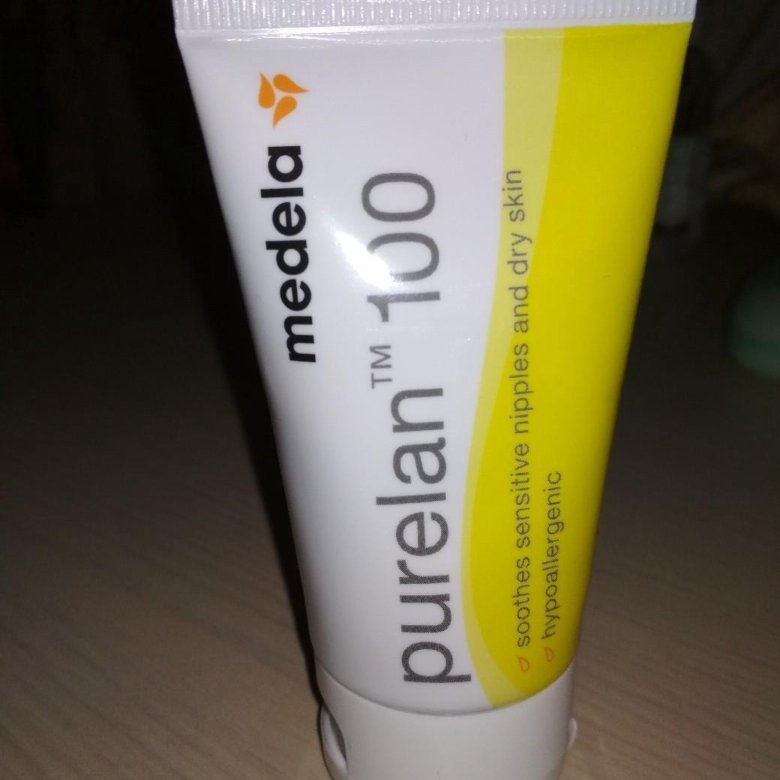 medela
purelan™ 100
soothes sensitive nipples and dry skin
hypoallergenic